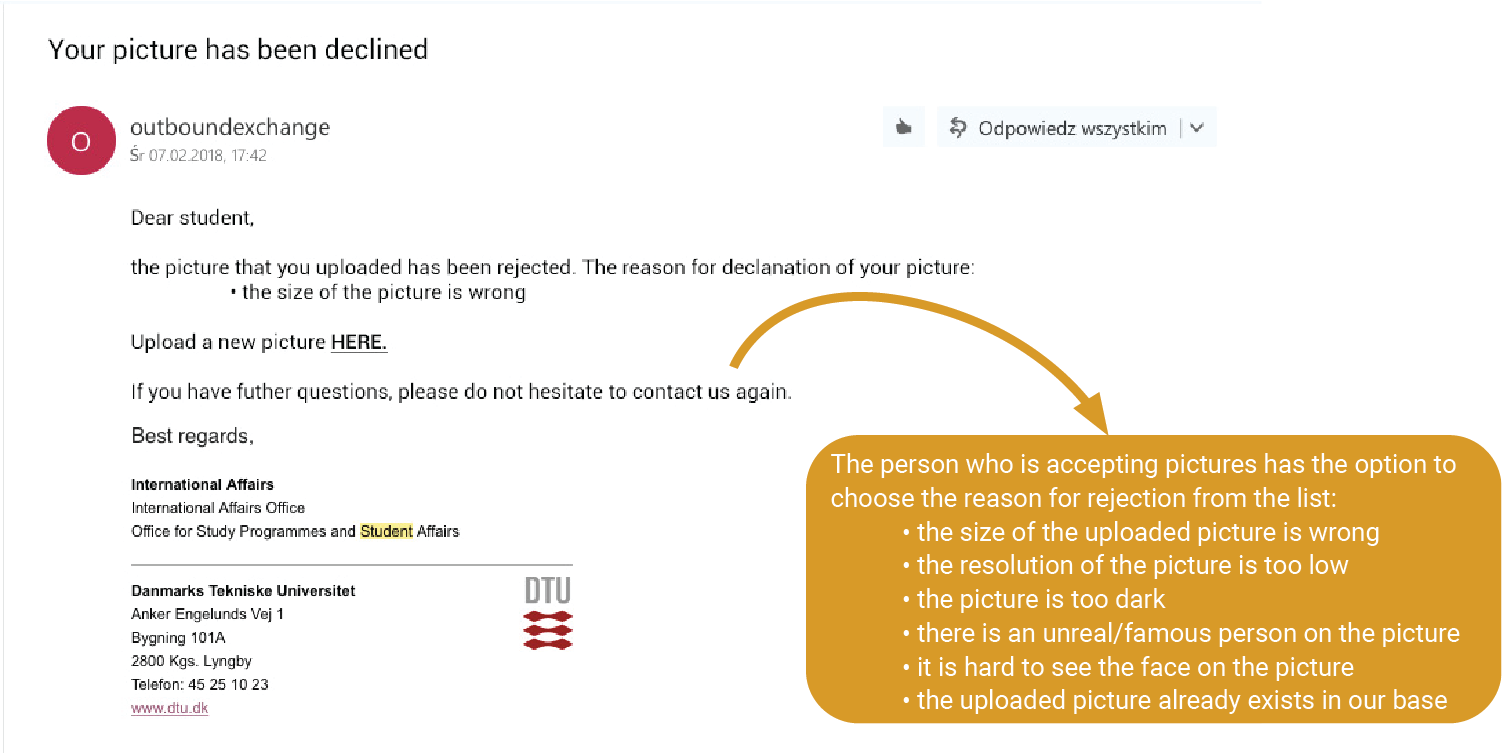 Your picture has been declined
O
outboundexchange
Śr 07.02.2018, 17:42
Odpowiedz wszystkim
Dear student,
the picture that you uploaded has been rejected. The reason for declanation of your picture:
• the size of the picture is wrong
Upload a new picture HERE.
If you have futher questions, please do not hesitate to contact us again.
Best regards,
International Affairs
International Affairs Office
Office for Study Programmes and Student Affairs
Danmarks Tekniske Universitet
Anker Engelunds Vej 1
Bygning 101A
2800 Kgs. Lyngby
Telefon: 45 25 10 23
www.dtu.dk
DTU
The person who is accepting pictures has the option to
choose the reason for rejection from the list:
• the size of the uploaded picture is wrong
• the resolution of the picture is too low
• the picture is too dark
• there is an unreal/famous person on the picture
• it is hard to see the face on the picture
• the uploaded picture already exists in our base